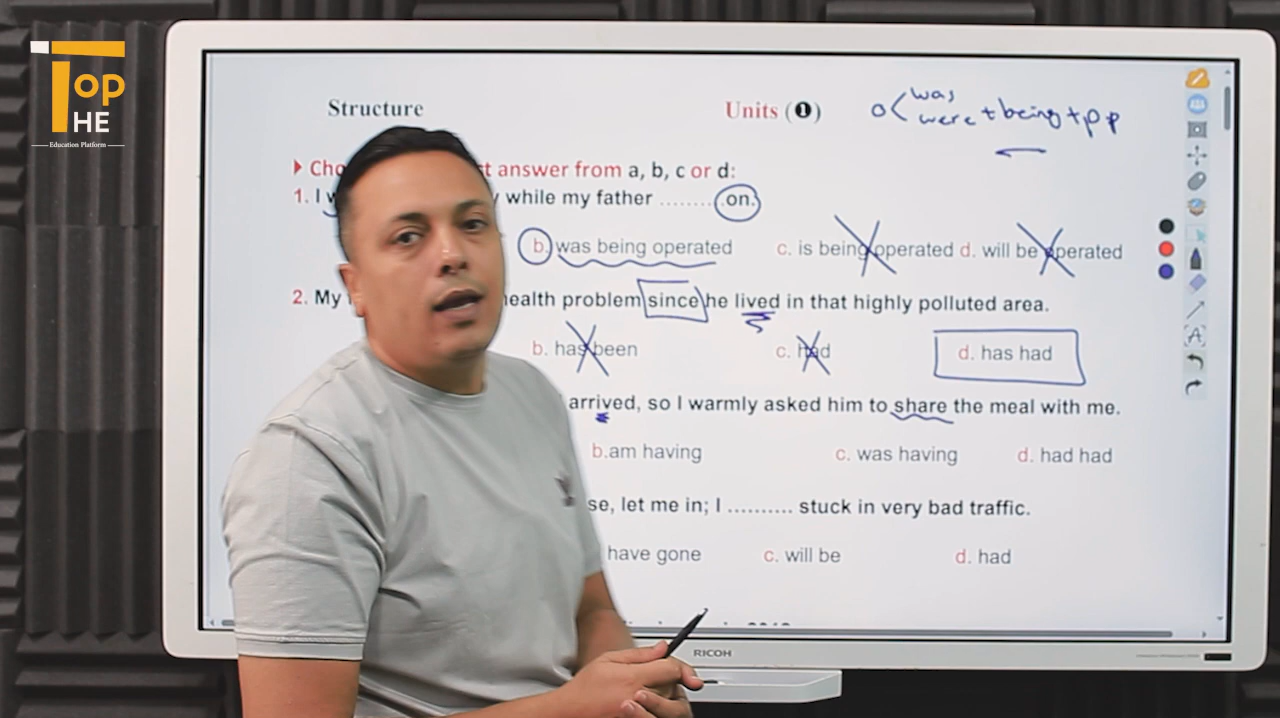 Top
HE
Education Platform
Structure Units (1)
o< was were + being + p p
Cho st answer from a, b, c or d:
1. I w while my father ........ on.
b. was being operated c. is being operated d. will be operated
2. My health problem since he lived in that highly polluted area.
b. has been c. had d. has had
arrived, so I warmly asked him to share the meal with me.
b.am having c. was having d. had had
se, let me in; I .......... stuck in very bad traffic.
have gone c. will be d. had
RICOH